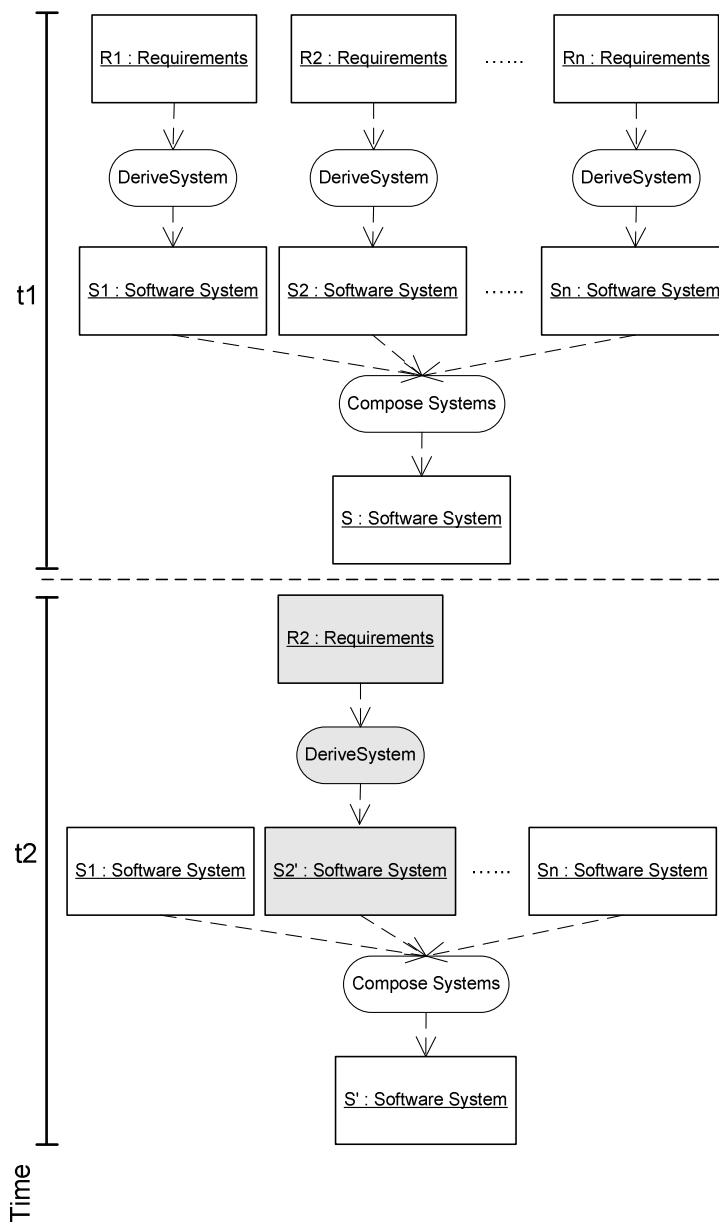 R1 : Requirements R2 : Requirements ...... Rn : Requirements
DeriveSystem DeriveSystem DeriveSystem
t1
S1 : Software System S2 : Software System ...... Sn : Software System
Compose Systems
S : Software System
R2 : Requirements
DeriveSystem
t2
S1 : Software System S2' : Software System ...... Sn : Software System
Compose Systems
S' : Software System
Time